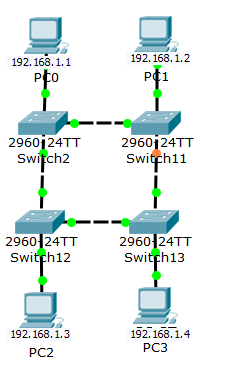 192.168.1.1
PC0
192.168.1.2
PC1
2960-24TT
Switch2
2960-24TT
Switch11
2960-24TT
Switch12
2960-24TT
Switch13
192.168.1.3
PC2
192.168.1.4
PC3